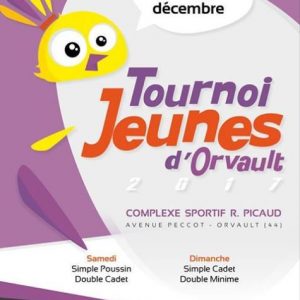 décembre
Tournoi
Jeunes
d'Orvault
2017
COMPLEXE SPORTIF R. PICAUD
AVENUE PECCOT - ORVAULT (44)
Samedi
Simple Poussin
Double Cadet
Dimanche
Simple Cadet
Double Minime